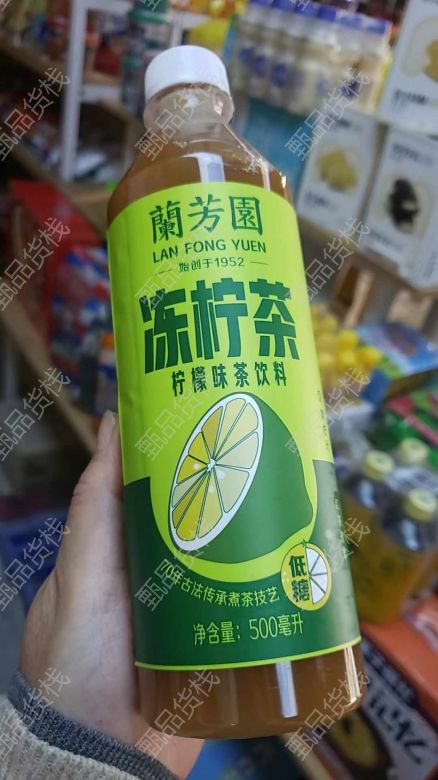 蘭芳園
LAN FONG YUEN
始创于1952
冻柠茶
柠檬味茶饮料
70年古法传承煮茶技艺
低糖
净含量：500毫升
甄品货栈